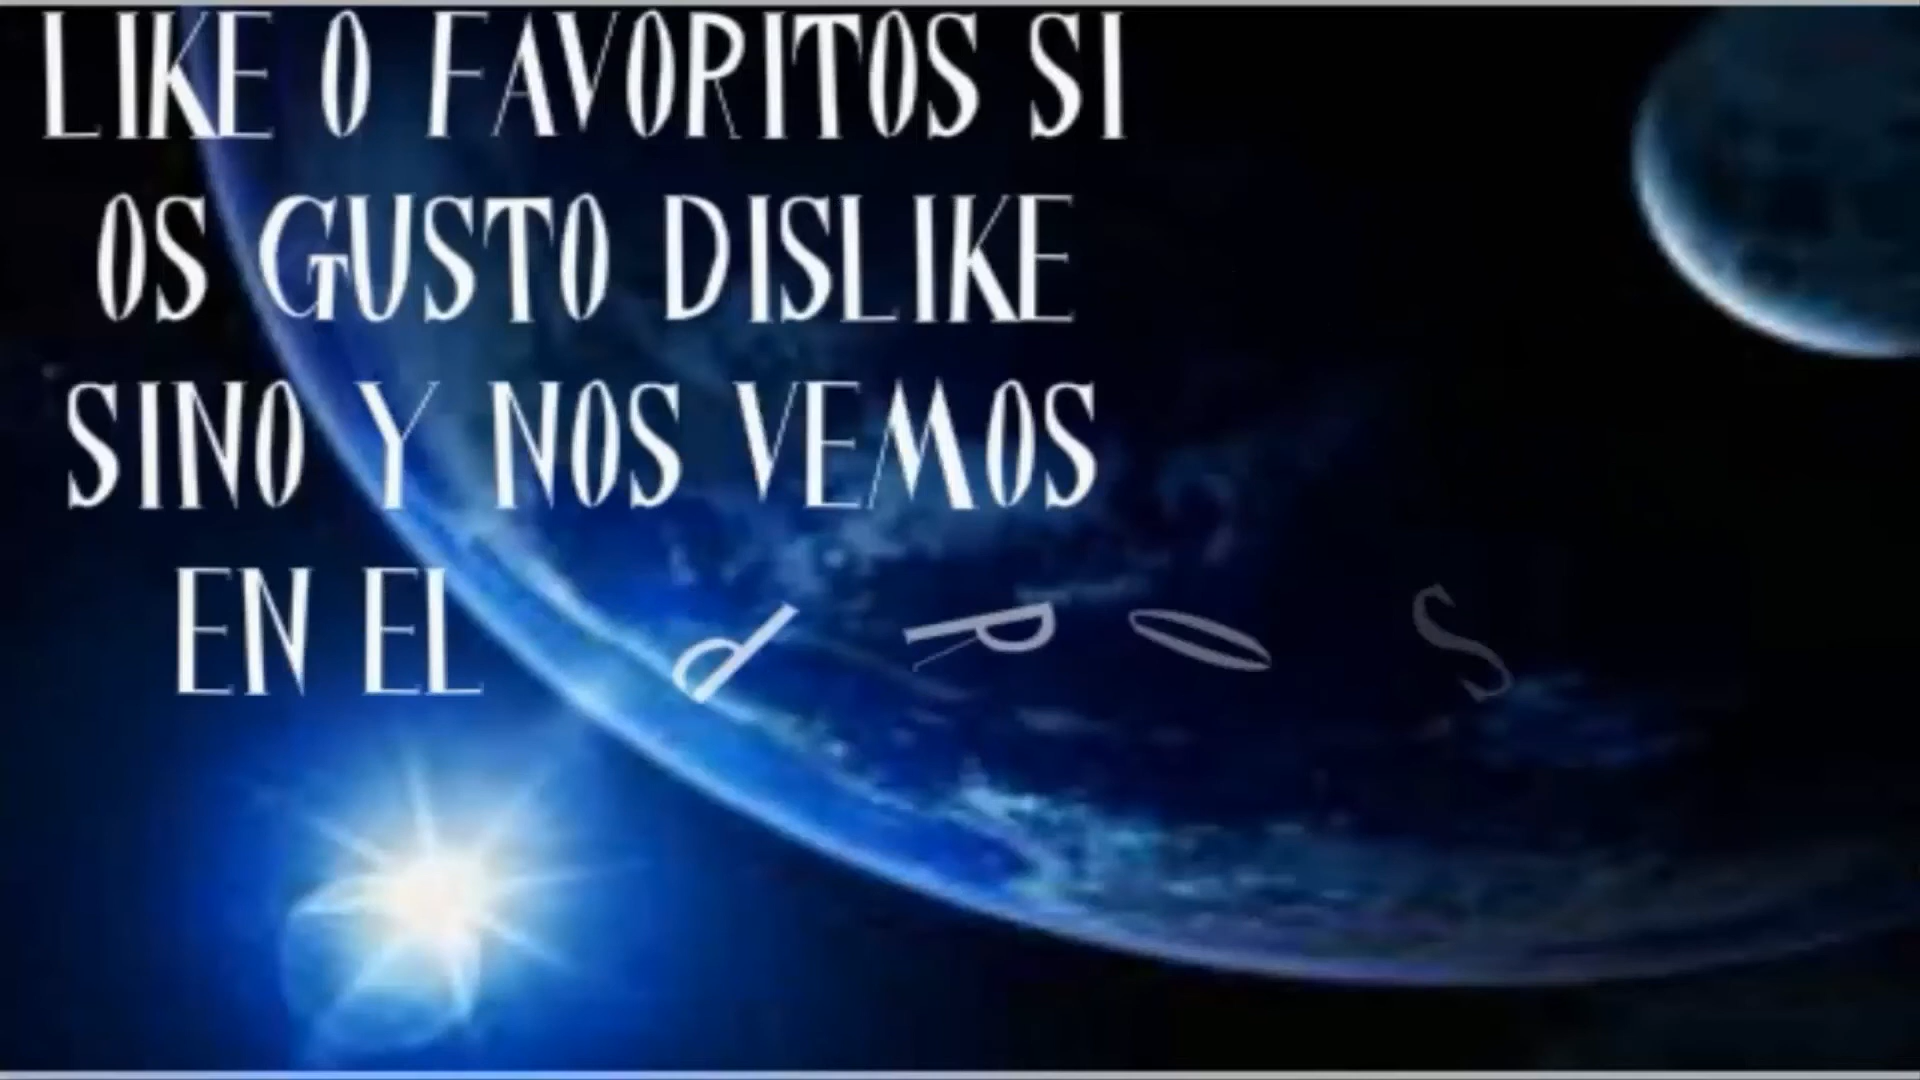 LIKE O FAVORITOS SI
OS GUSTO DISLIKE
SINO Y NOS VEMOS
EN EL P R O S